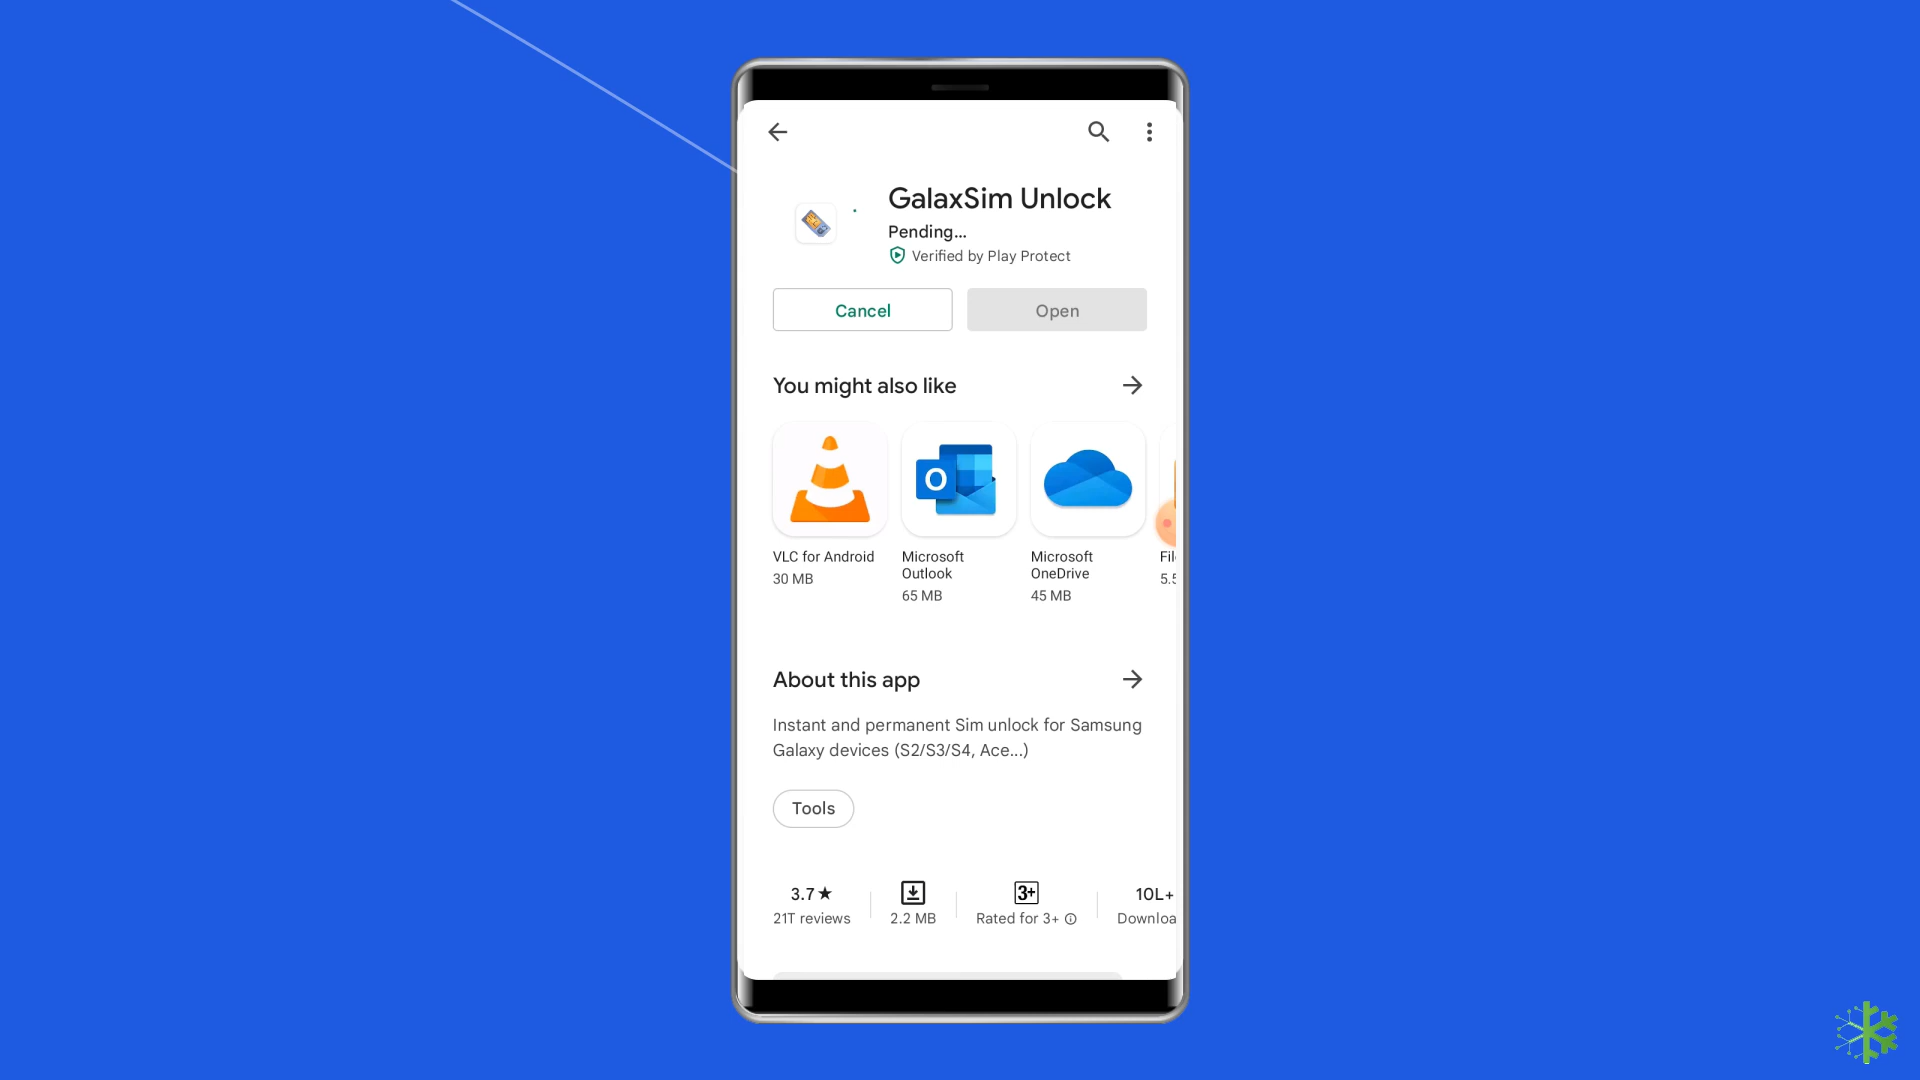 GalaxSim Unlock
Pending...
Verified by Play Protect
Cancel
Open
You might also like
VLC for Android
30 MB
Microsoft
Outlook
65 MB
Microsoft
OneDrive
45 MB
Fil
5.5
About this app
Instant and permanent Sim unlock for Samsung
Galaxy devices (S2/S3/S4, Ace...)
Tools
3.7★
21T reviews
2.2 MB
3+
Rated for 3+
10L+
Downloa